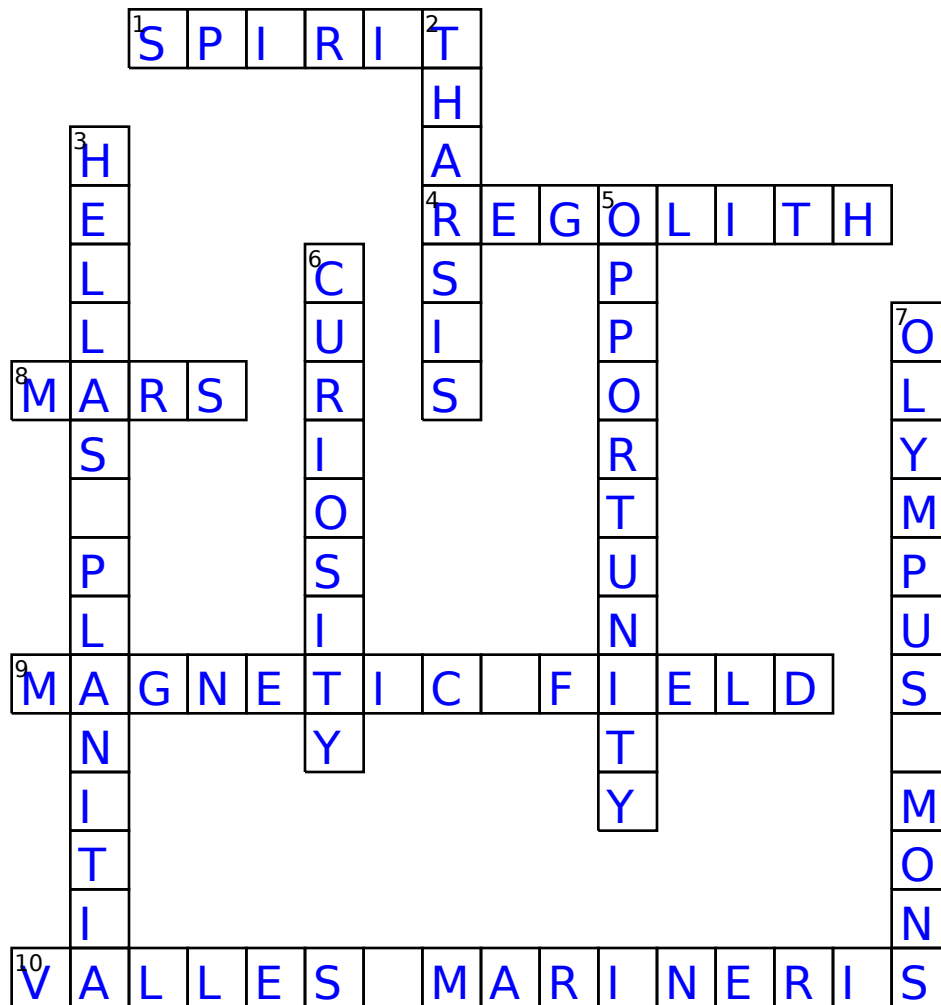 1 SPIRIT
2 THARSIS
3 HELLAS PLANITIA
4 REGOLITH
5 OPPORTUNITY
6 CURIOSITY
7 OLYMPUS MONS
8 MARS
9 MAGNETIC FIELD
10 VALLES MARINERIS